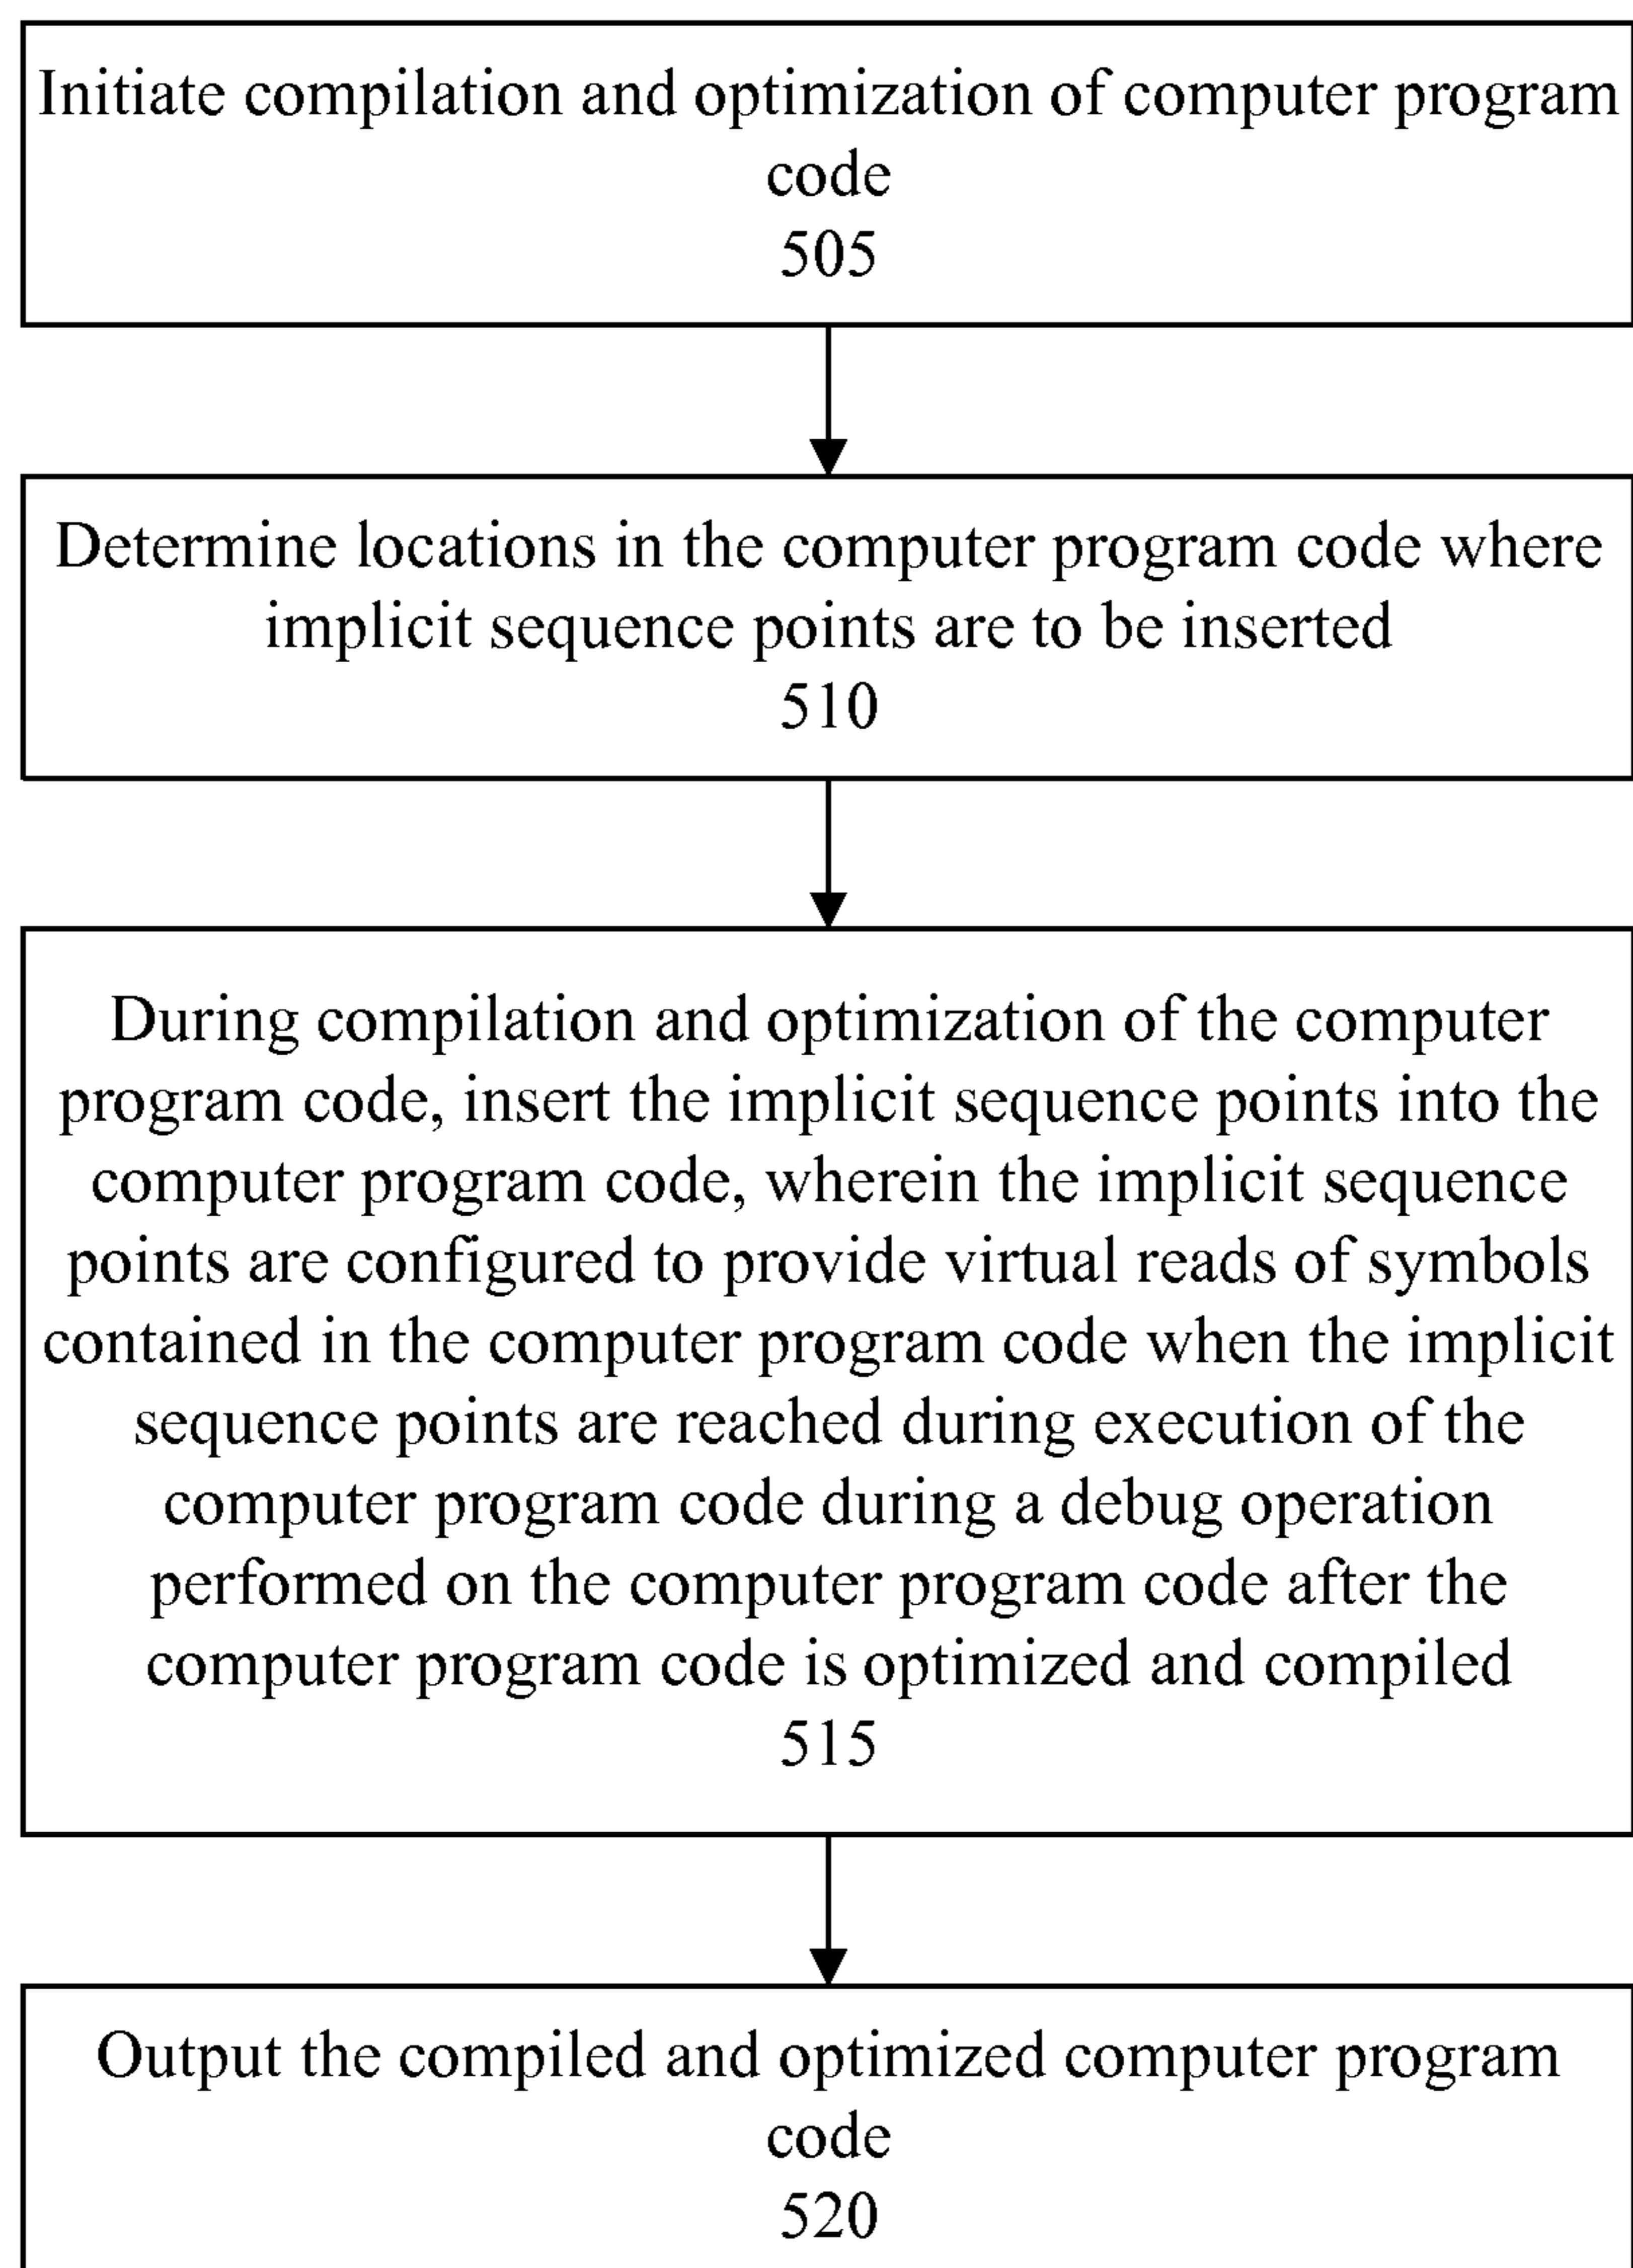 Initiate compilation and optimization of computer program
code
505
Determine locations in the computer program code where
implicit sequence points are to be inserted
510
During compilation and optimization of the computer
program code, insert the implicit sequence points into the
computer program code, wherein the implicit sequence
points are configured to provide virtual reads of symbols
contained in the computer program code when the implicit
sequence points are reached during execution of the
computer program code during a debug operation
performed on the computer program code after the
computer program code is optimized and compiled
515
Output the compiled and optimized computer program
code
520